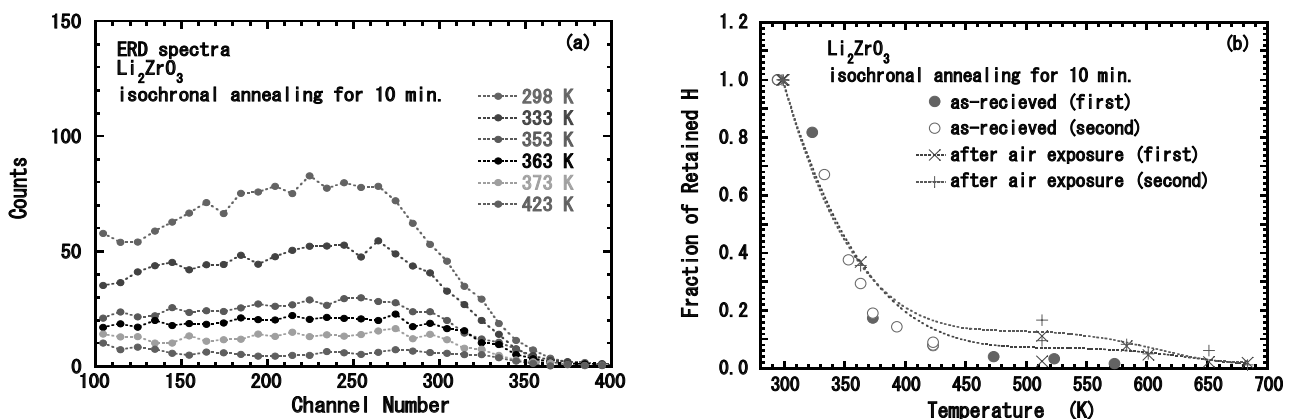 150
100
50
0
100 150 200 250 300 350 400
Counts
Channel Number
(a)
ERD spectra
Li2ZrO3
isochronal annealing for 10 min.
298 K
333 K
353 K
363 K
373 K
423 K
1.2
1.0
0.8
0.6
0.4
0.2
0.0
300 350 400 450 500 550 600 650 700
Fraction of Retained H
Temperature (K)
(b)
Li2ZrO3
isochronal annealing for 10 min.
as-recieved (first)
as-recieved (second)
after air exposure (first)
after air exposure (second)